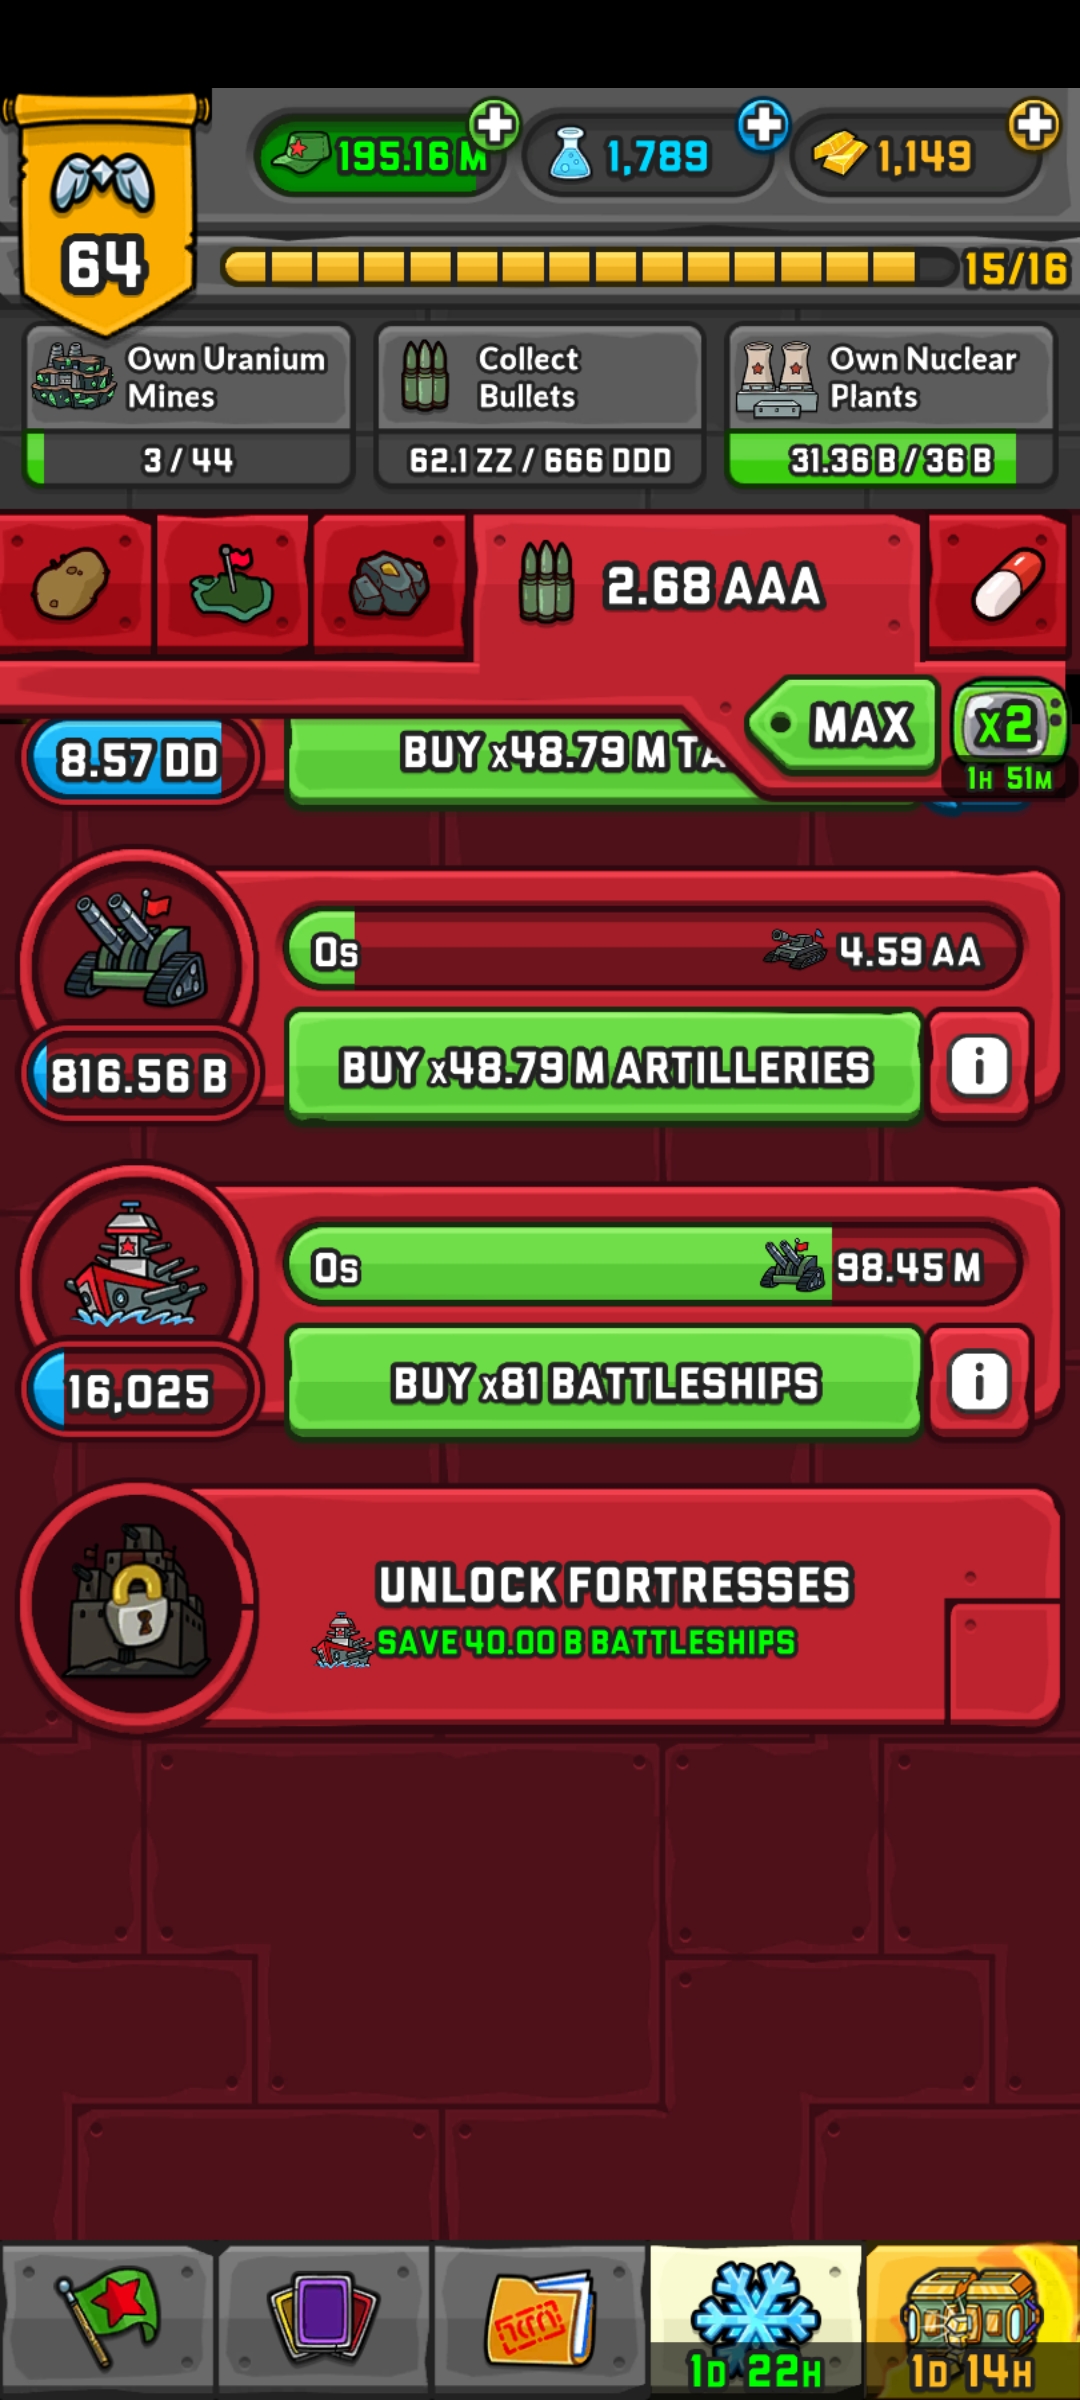 195.16 M
1,789
1,149
64
15/16
Own Uranium
Mines
3 / 44
Collect
Bullets
62.1 ZZ / 666 DDD
Own Nuclear
Plants
31.36 B / 36 B
2.68 AAA
MAX
X2
1H 51M
8.57 DD
BUY x48.79 M TA
0s
4.59 AA
816.56 B
BUY x48.79 M ARTILLERIES
i
0s
98.45 M
16,025
BUY x81 BATTLESHIPS
i
UNLOCK FORTRESSES
SAVE 40.00 B BATTLESHIPS
1D 22H
1D 14H